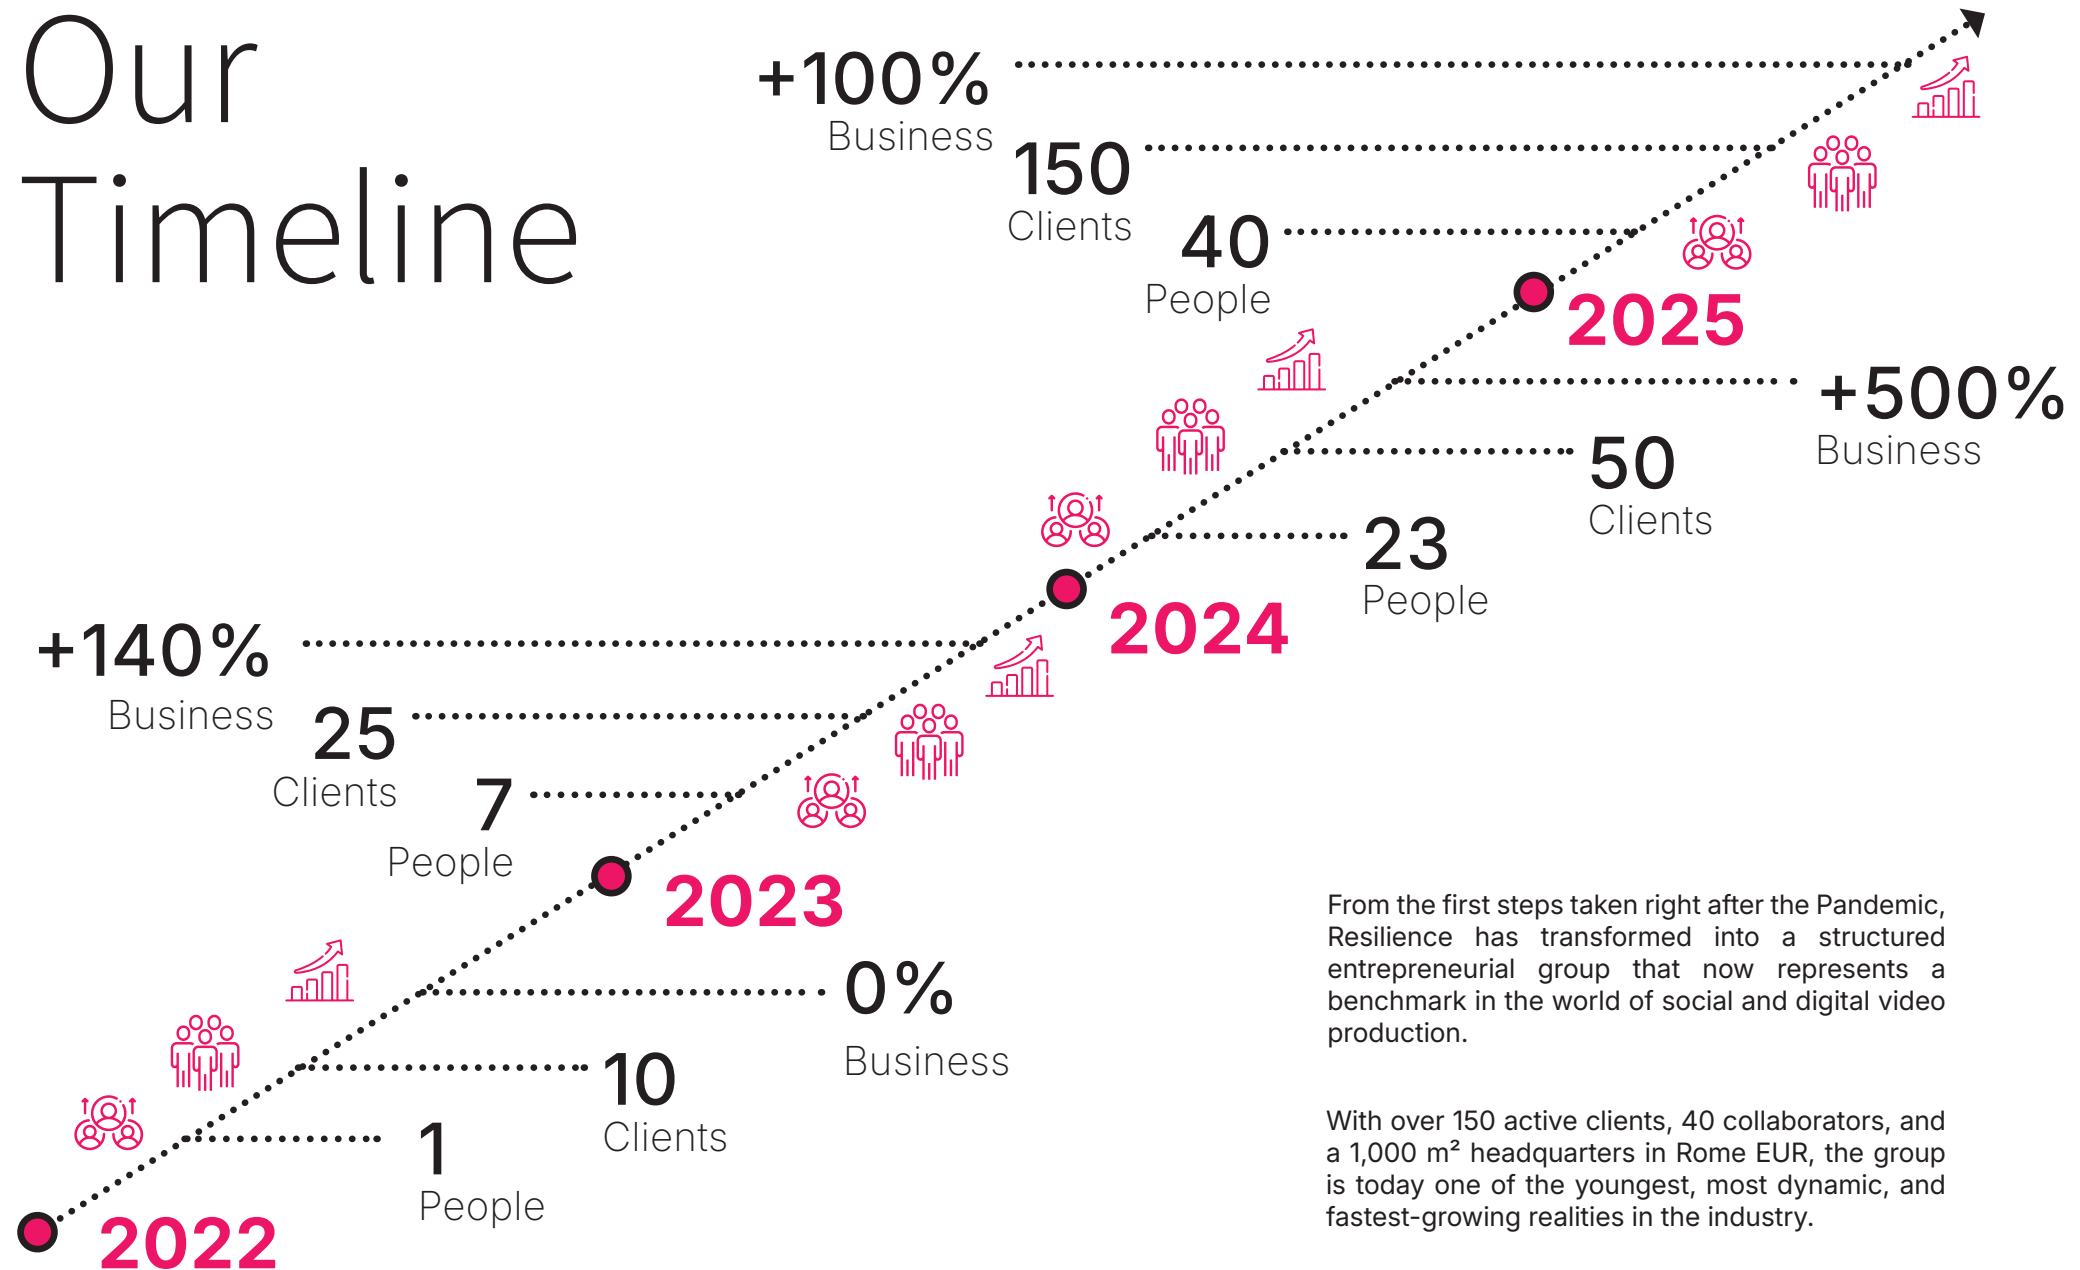 Our
Timeline
+100%
Business
150
Clients
40
People
2025
+500%
Business
50
Clients
23
People
2024
+140%
Business
25
Clients
7
People
2023
0%
Business
10
Clients
1
People
2022
From the first steps taken right after the Pandemic,
Resilience has transformed into a structured
entrepreneurial group that now represents a
benchmark in the world of social and digital video
production.
With over 150 active clients, 40 collaborators, and
a 1,000 m² headquarters in Rome EUR, the group
is today one of the youngest, most dynamic, and
fastest-growing realities in the industry.